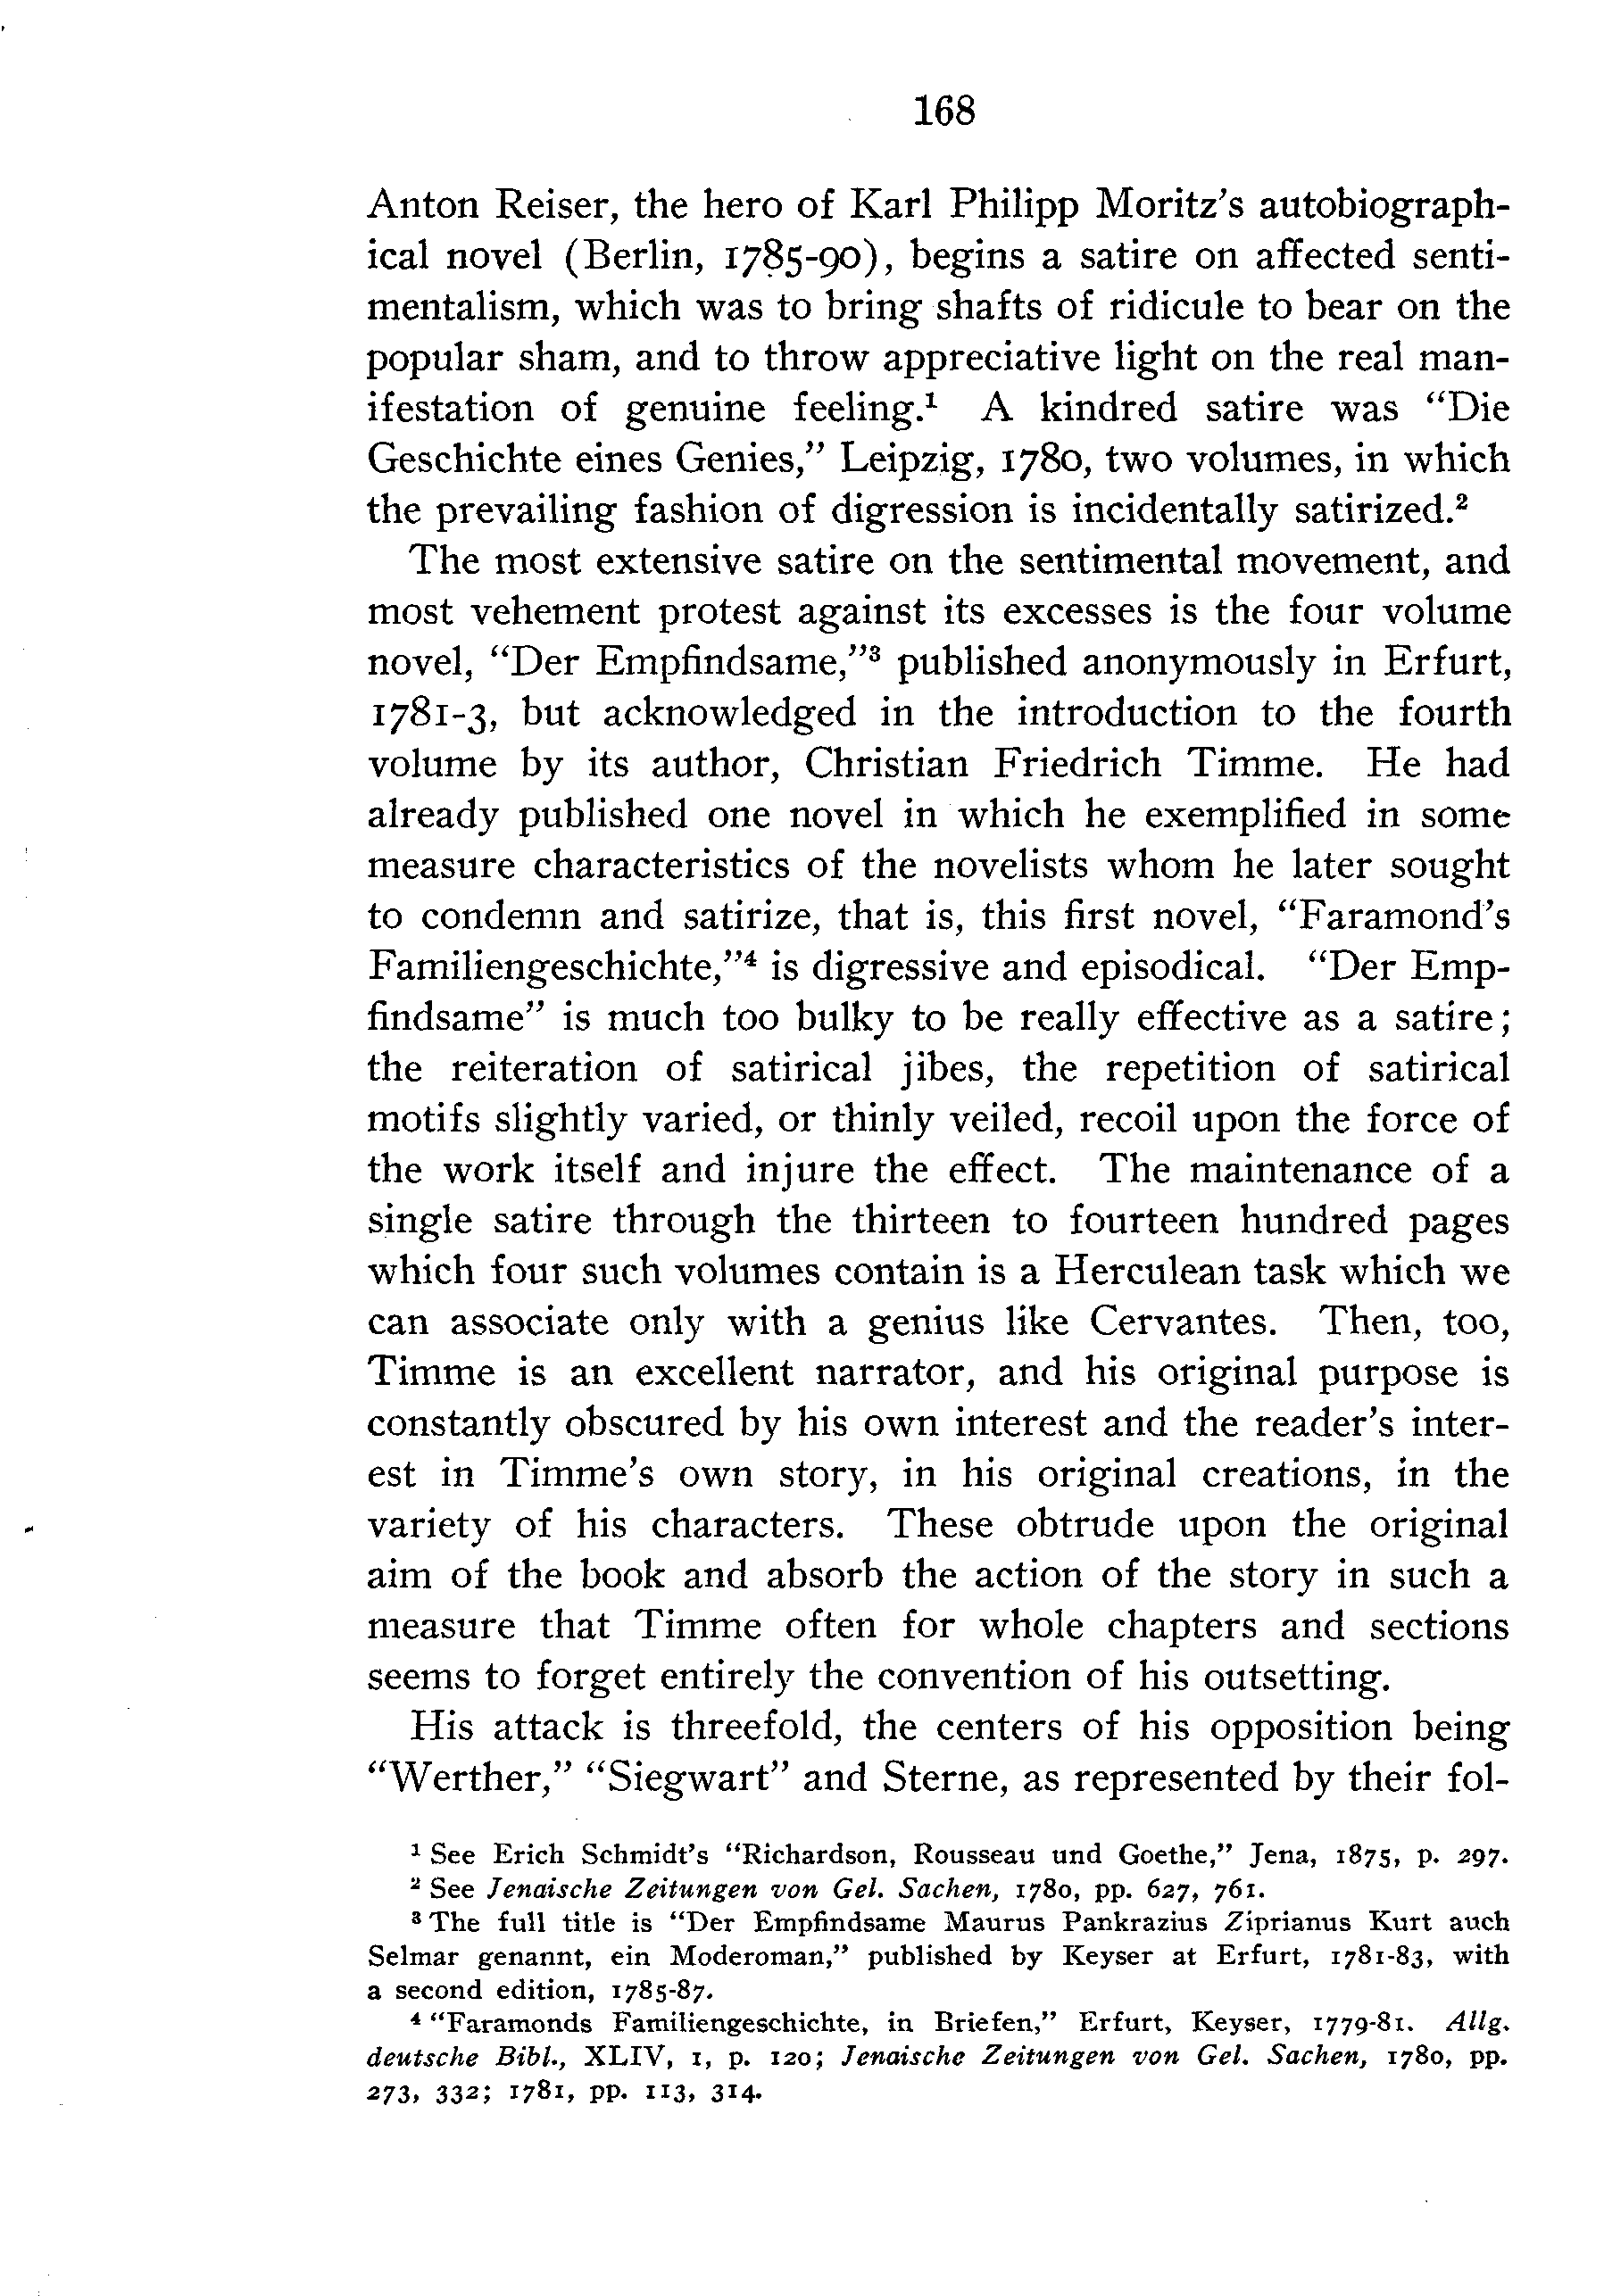 168
Anton Reiser, the hero of Karl Philipp Moritz's autobiograph-
ical novel (Berlin, 1785-90), begins a satire on affected senti-
mentalism, which was to bring shafts of ridicule to bear on the
popular sham, and to throw appreciative light on the real man-
ifestation of genuine feeling.¹ A kindred satire was “Die
Geschichte eines Genies,” Leipzig, 1780, two volumes, in which
the prevailing fashion of digression is incidentally satirized.²
The most extensive satire on the sentimental movement, and
most vehement protest against its excesses is the four volume
novel, “Der Empfindsame,”³ published anonymously in Erfurt,
1781-3, but acknowledged in the introduction to the fourth
volume by its author, Christian Friedrich Timme. He had
already published one novel in which he exemplified in some
measure characteristics of the novelists whom he later sought
to condemn and satirize, that is, this first novel, “Faramond's
Familiengeschichte,”⁴ is digressive and episodical. “Der Emp-
findsame” is much too bulky to be really effective as a satire;
the reiteration of satirical jibes, the repetition of satirical
motifs slightly varied, or thinly veiled, recoil upon the force of
the work itself and injure the effect. The maintenance of a
single satire through the thirteen to fourteen hundred pages
which four such volumes contain is a Herculean task which we
can associate only with a genius like Cervantes. Then, too,
Timme is an excellent narrator, and his original purpose is
constantly obscured by his own interest and the reader's inter-
est in Timme's own story, in his original creations, in the
variety of his characters. These obtrude upon the original
aim of the book and absorb the action of the story in such a
measure that Timme often for whole chapters and sections
seems to forget entirely the convention of his outsetting.
His attack is threefold, the centers of his opposition being
“Werther,” “Siegwart” and Sterne, as represented by their fol-
¹ See Erich Schmidt's “Richardson, Rousseau und Goethe,” Jena, 1875, p. 297.
² See Jenaische Zeitungen von Gel. Sachen, 1780, pp. 627, 761.
³ The full title is “Der Empfindsame Maurus Pankrazius Ziprianus Kurt auch
Selmar genannt, ein Moderoman,” published by Keyser at Erfurt, 1781-83, with
a second edition, 1785-87.
⁴ “Faramonds Familiengeschichte, in Briefen,” Erfurt, Keyser, 1779-81. Allg.
deutsche Bibl., XLIV, 1, p. 120; Jenaische Zeitungen von Gel. Sachen, 1780, pp.
273, 332; 1781, pp. 113, 314.